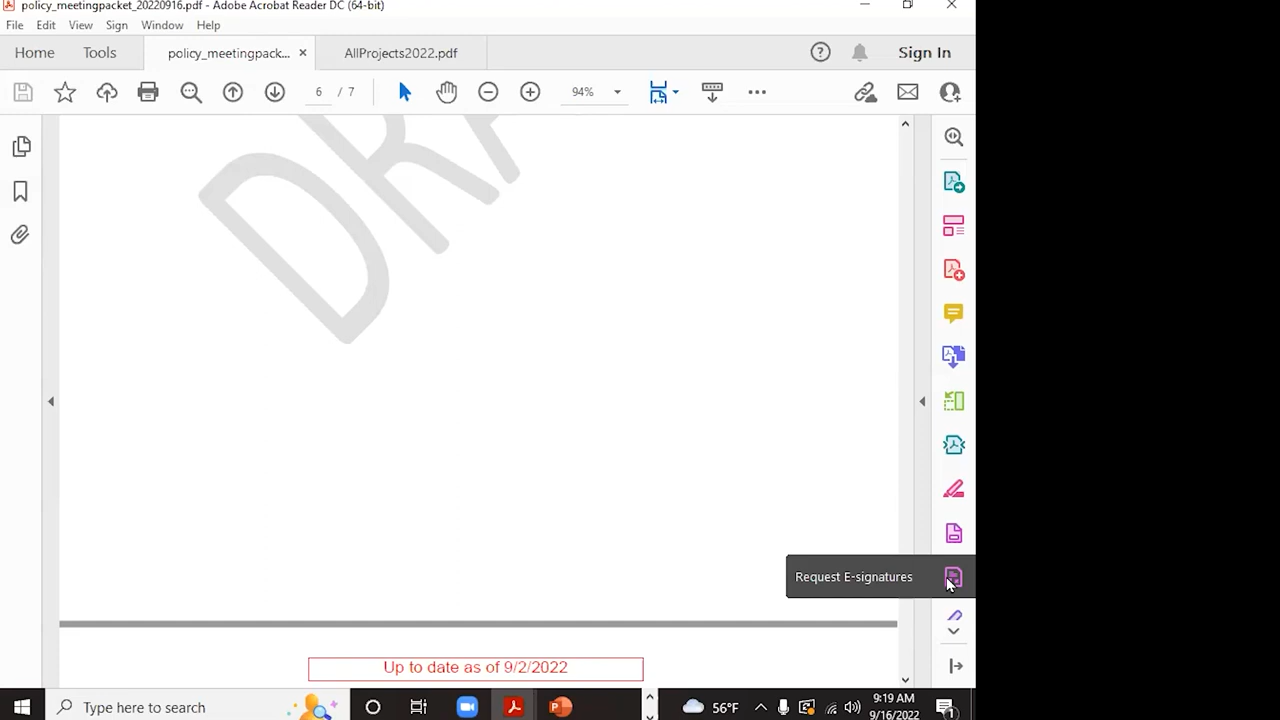 policy_meetingpacket_20220916.pdf - Adobe Acrobat Reader DC (64-bit)
File Edit View Sign Window Help
Home Tools policy_meetingpack... AllProjects2022.pdf Sign In
6 / 7 94%
DRA
Request E-signatures
Up to date as of 9/2/2022
Type here to search 56°F 9:19 AM
9/16/2022 1